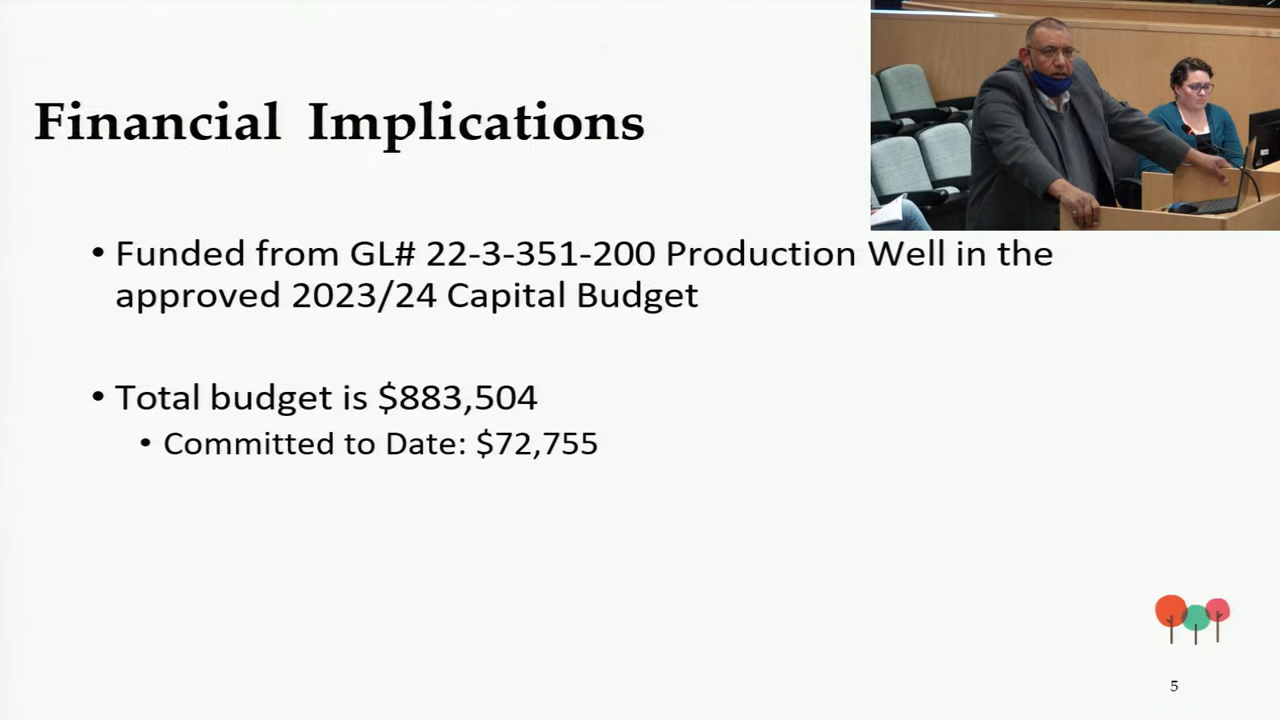 Financial Implications
• Funded from GL# 22-3-351-200 Production Well in the
approved 2023/24 Capital Budget
• Total budget is $883,504
• Committed to Date: $72,755
5